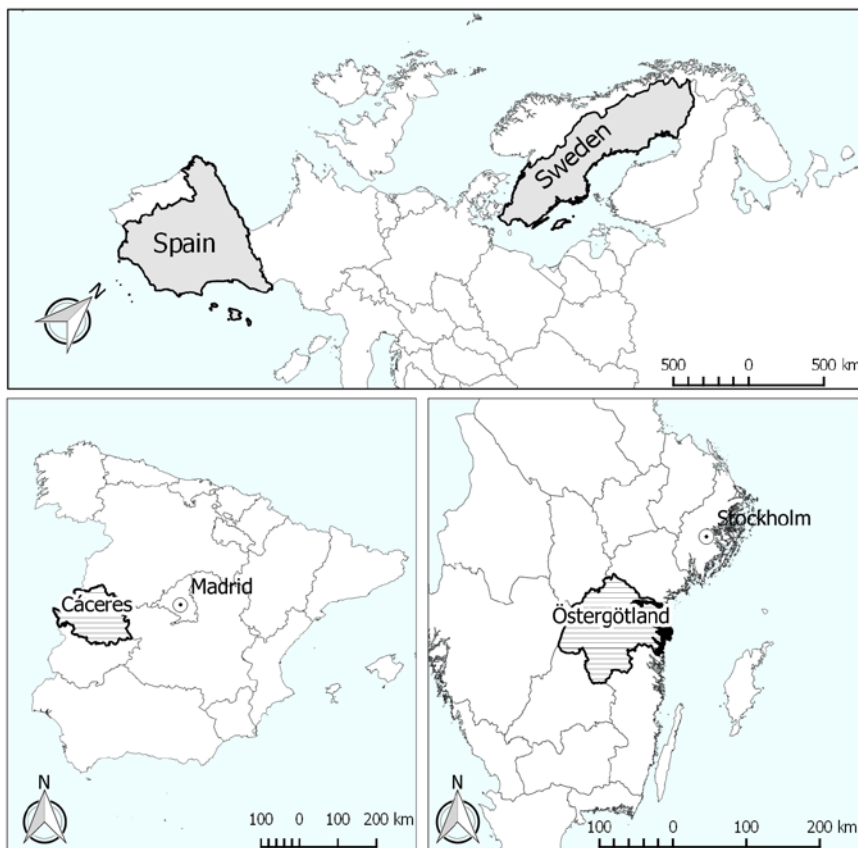 Sweden
Spain
N
500 0 500 km
Cáceres
Madrid
N
100 0 100 200 km
Stockholm
Östergötland
N
100 0 100 200 km